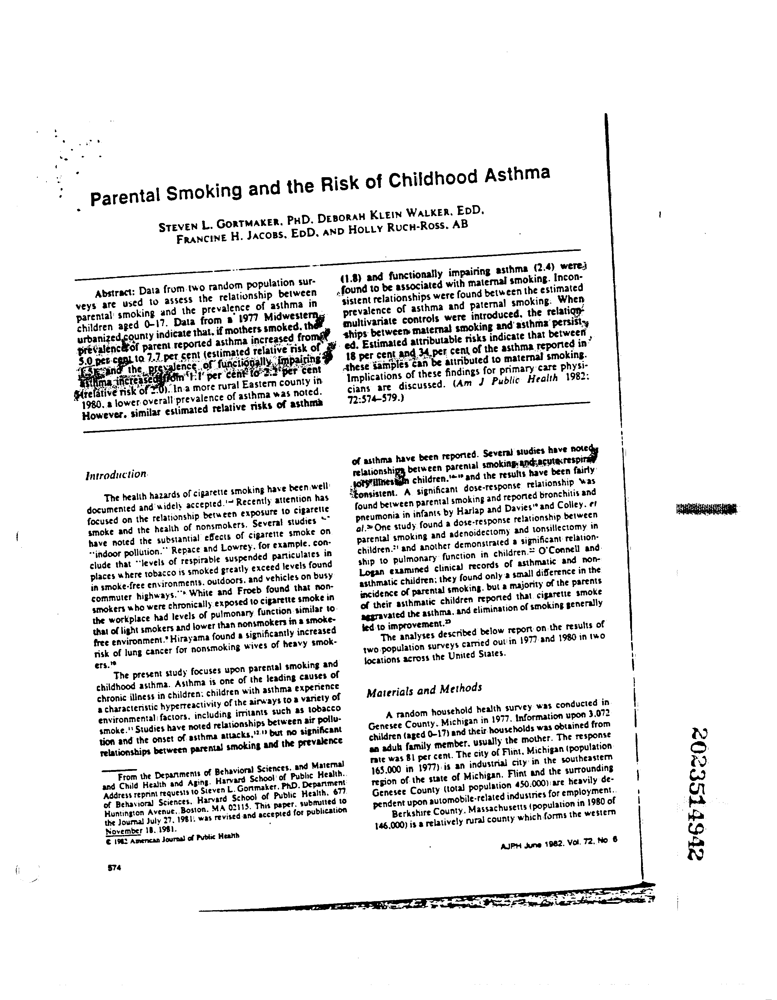 Parental Smoking and the Risk of Childhood Asthma
STEVEN L. GORTMAKER, PHD, DEBORAH KLEIN WALKER, EDD,
FRANCINE H. JACOBS, EDD, AND HOLLY RUCH-ROSS, AB
Abstract: Data from two random population sur-
veys are used to assess the relationship between
parental smoking and the prevalence of asthma in
children aged 0–17. Data from a 1977 Midwestern
urbanized county indicate that, if mothers smoked, the
prevalence of parent reported asthma increased from
5.0 per cent to 7.7 per cent (estimated relative risk of
and the prevalence of functionally impairing
asthma increased from 1.1 per cent to 2.2 per cent
(relative risk of 2.0). In a more rural Eastern county in
1980, a lower overall prevalence of asthma was noted.
However, similar estimated relative risks of asthma
(1.8) and functionally impairing asthma (2.4) were
found to be associated with maternal smoking. Incon-
sistent relationships were found between the estimated
prevalence of asthma and paternal smoking. When
multivariate controls were introduced, the relation-
ships between maternal smoking and asthma persist-
ed. Estimated attributable risks indicate that between
18 per cent and 34 per cent of the asthma reported in
these samples can be attributed to maternal smoking.
Implications of these findings for primary care physi-
cians are discussed. (Am J Public Health 1982;
72:574–579.)
Introduction
The health hazards of cigarette smoking have been well
documented and widely accepted. Recently attention has
focused on the relationship between exposure to cigarette
smoke and the health of nonsmokers. Several studies
have noted the substantial effects of cigarette smoke on
"indoor pollution." Repace and Lowrey, for example, con-
clude that "levels of respirable suspended particulates in
places where tobacco is smoked greatly exceed levels found
in smoke-free environments, outdoors, and vehicles on busy
commuter highways." White and Froeb found that non-
smokers who were chronically exposed to cigarette smoke in
the workplace had levels of pulmonary function similar to
that of light smokers and lower than nonsmokers in a smoke-
free environment. Hirayama found a significantly increased
risk of lung cancer for nonsmoking wives of heavy smok-
ers.
The present study focuses upon parental smoking and
childhood asthma. Asthma is one of the leading causes of
chronic illness in children; children with asthma experience
a characteristic hyperreactivity of the airways to a variety of
environmental factors, including irritants such as tobacco
smoke. Studies have noted relationships between air pollu-
tion and the onset of asthma attacks, but no significant
relationships between parental smoking and the prevalence
From the Departments of Behavioral Sciences, and Maternal
and Child Health and Aging, Harvard School of Public Health.
Address reprint requests to Steven L. Gortmaker, PhD, Department
of Behavioral Sciences, Harvard School of Public Health, 677
Huntington Avenue, Boston, MA 02115. This paper, submitted to
the Journal July 27, 1981, was revised and accepted for publication
November 18, 1981.
© 1982 American Journal of Public Health
574
of asthma have been reported. Several studies have noted
relationships between parental smoking and acute respira-
tory illness in children, and the results have been fairly
consistent. A significant dose-response relationship was
found between parental smoking and reported bronchitis and
pneumonia in infants by Harlap and Davies and Colley, et
al. One study found a dose-response relationship between
parental smoking and adenoidectomy and tonsillectomy in
children, and another demonstrated a significant relation-
ship to pulmonary function in children. O'Connell and
Logan examined clinical records of asthmatic and non-
asthmatic children; they found only a small difference in the
incidence of parental smoking, but a majority of the parents
of their asthmatic children reported that cigarette smoke
aggravated the asthma, and elimination of smoking generally
led to improvement.
The analyses described below report on the results of
two population surveys carried out in 1977 and 1980 in two
locations across the United States.
Materials and Methods
A random household health survey was conducted in
Genesee County, Michigan in 1977. Information upon 3,072
children (aged 0–17) and their households was obtained from
an adult family member, usually the mother. The response
rate was 81 per cent. The city of Flint, Michigan (population
165,000 in 1977) is an industrial city in the southeastern
region of the state of Michigan. Flint and the surrounding
Genesee County (total population 450,000) are heavily de-
pendent upon automobile-related industries for employment.
Berkshire County, Massachusetts (population in 1980 of
146,000) is a relatively rural county which forms the western
AJPH June 1982, Vol. 72, No. 6
2023514942